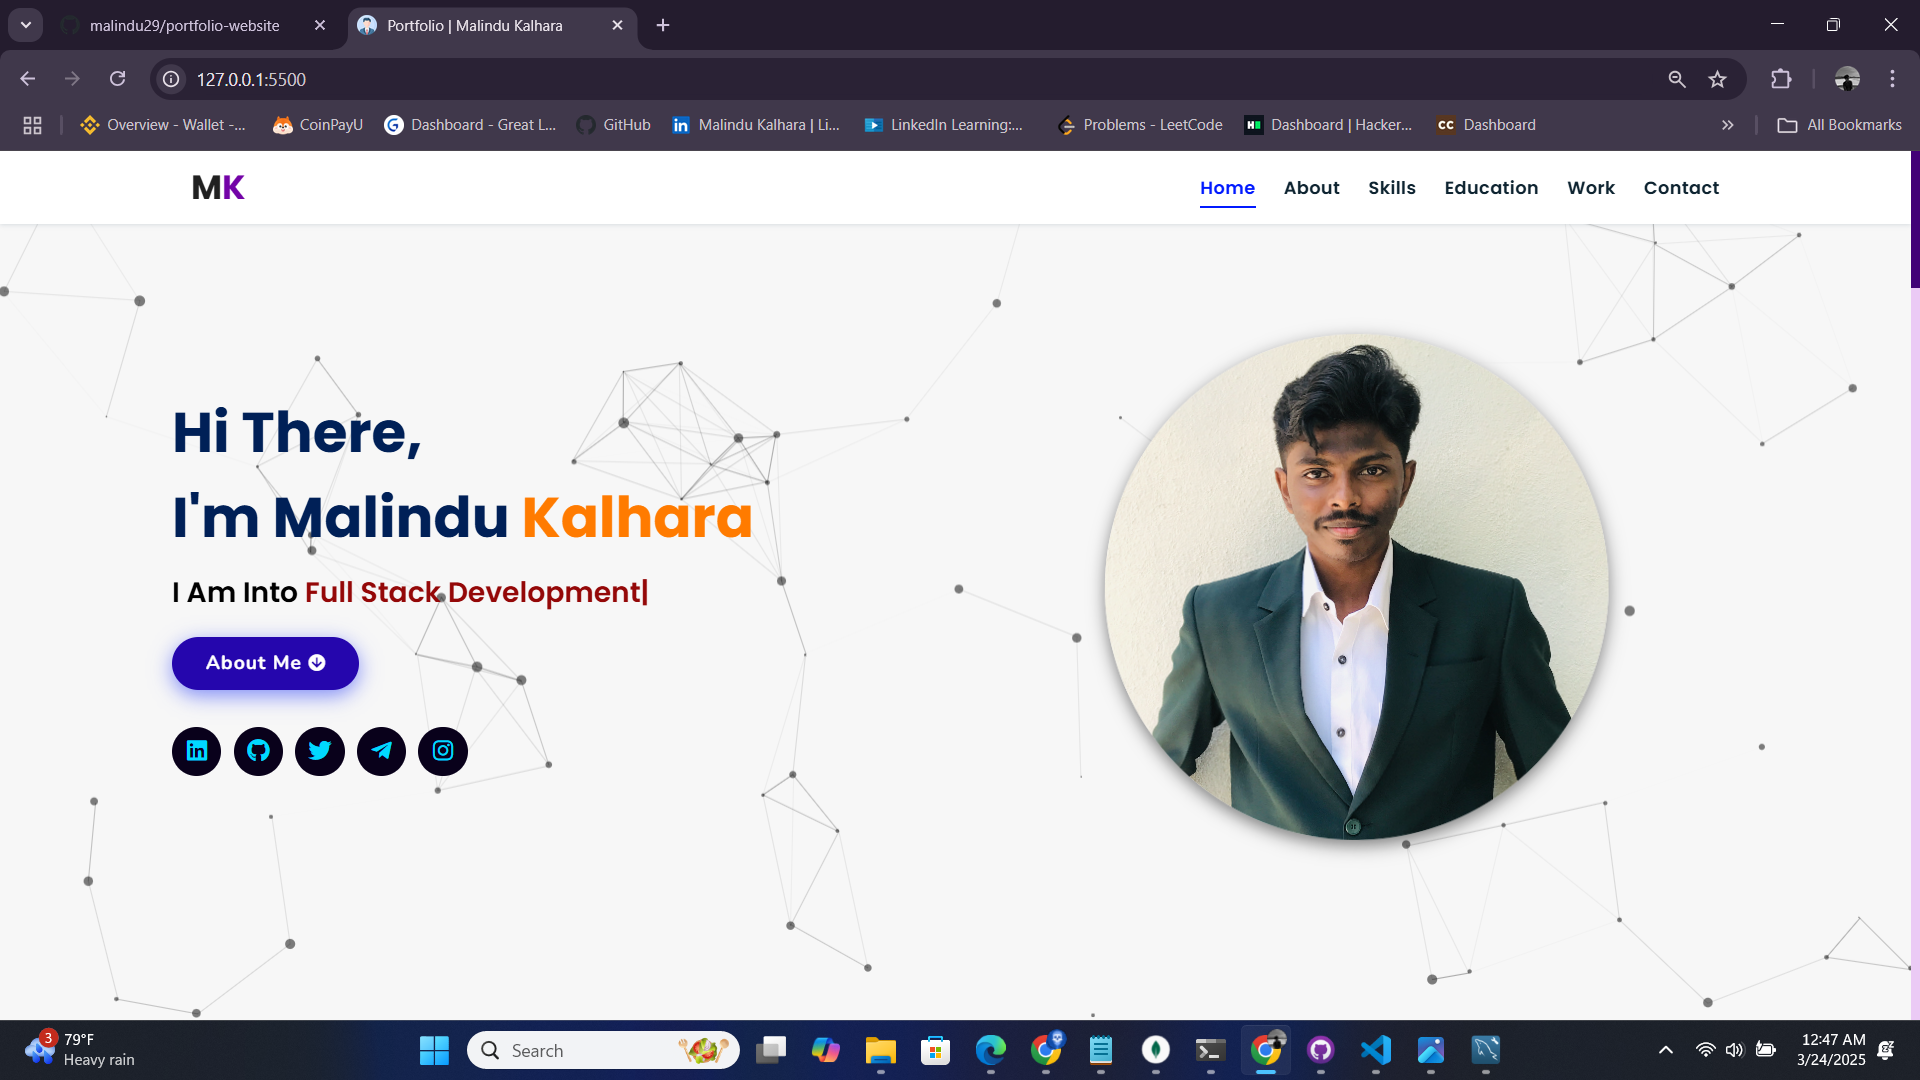 malindu29/portfolio-website
Portfolio | Malindu Kalhara
127.0.0.1:5500
Overview - Wallet -...
CoinPayU
Dashboard - Great L...
GitHub
Malindu Kalhara | Li...
LinkedIn Learning:...
Problems - LeetCode
Dashboard | Hacker...
CC Dashboard
All Bookmarks
MK
Home About Skills Education Work Contact
Hi There,
I'm Malindu Kalhara
I Am Into Full Stack Development|
About Me
3
79°F
Heavy rain
Search
12:47 AM
3/24/2025